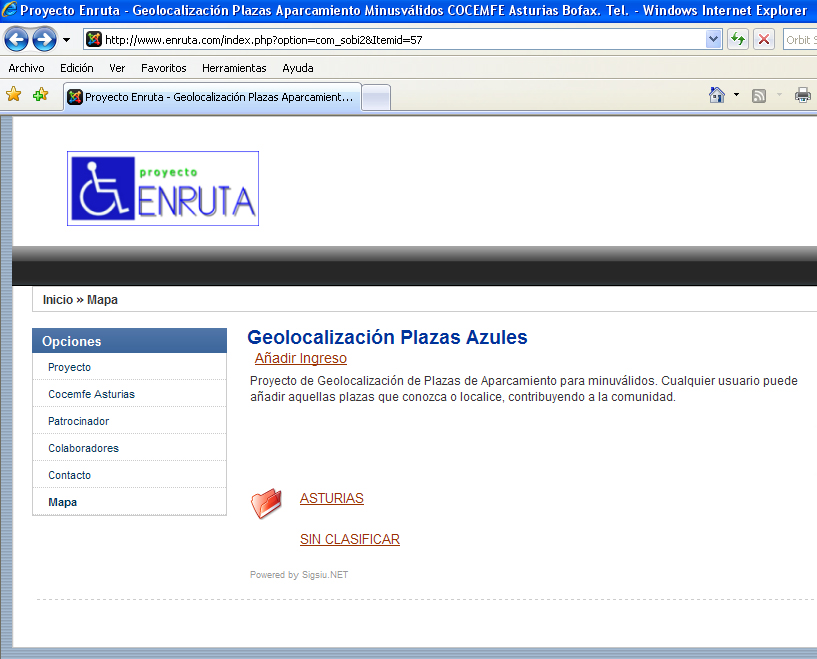 Proyecto Enruta - Geolocalización Plazas Aparcamiento Minusválidos COCEMFE Asturias Bofax. Tel. - Windows Internet Explorer
http://www.enruta.com/index.php?option=com_sobi2&Itemid=57
Orbit S
Archivo Edición Ver Favoritos Herramientas Ayuda
Proyecto Enruta - Geolocalización Plazas Aparcamient...
proyecto
ENRUTA
Inicio » Mapa
Opciones
Proyecto
Cocemfe Asturias
Patrocinador
Colaboradores
Contacto
Mapa
Geolocalización Plazas Azules
Añadir Ingreso
Proyecto de Geolocalización de Plazas de Aparcamiento para minuválidos. Cualquier usuario puede
añadir aquellas plazas que conozca o localice, contribuyendo a la comunidad.
ASTURIAS
SIN CLASIFICAR
Powered by Sigsiu.NET